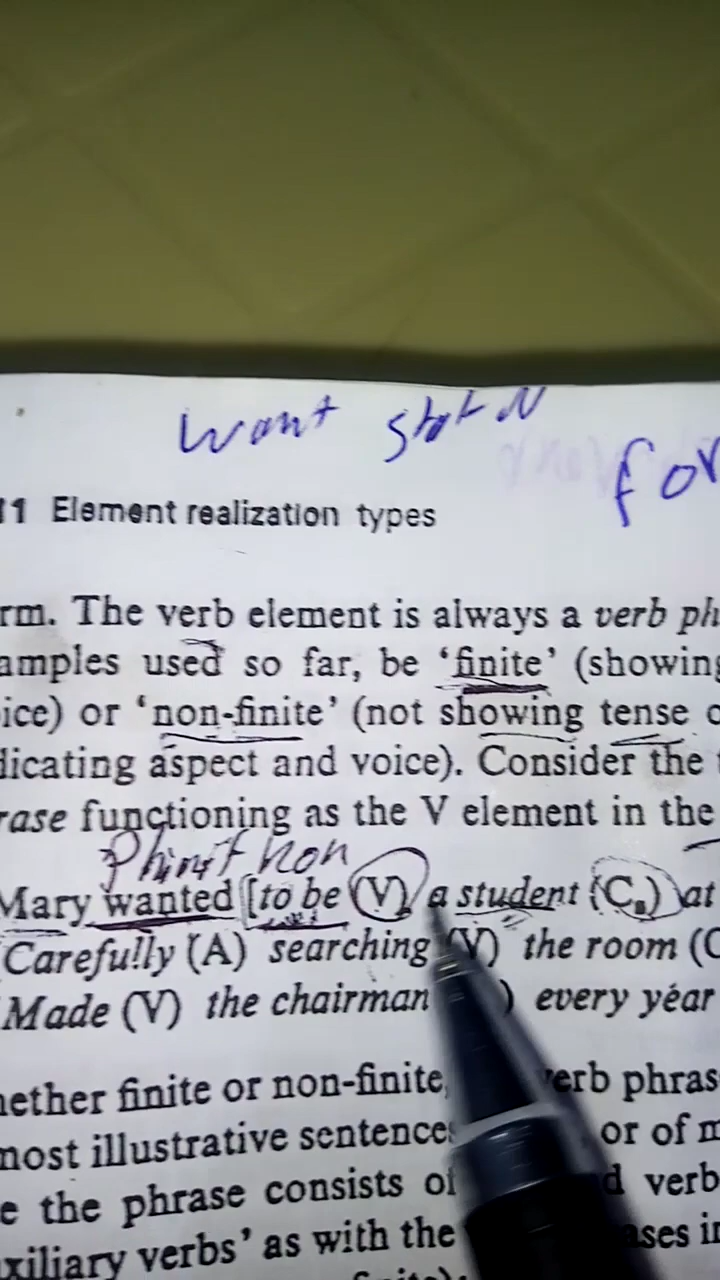 want
for
11 Element realization types
rm. The verb element is always a verb ph
amples used so far, be ‘finite’ (showing
ice) or ‘non-finite’ (not showing tense o
dicating aspect and voice). Consider the
rase functioning as the V element in the
non
Mary wanted [to be (V) a student (Cs) at
Carefully (A) searching (V) the room (O
Made (V) the chairman ) every year
hether finite or non-finite, verb phras
most illustrative sentences or of m
e the phrase consists of verb
xiliary verbs’ as with the ases in
finite).